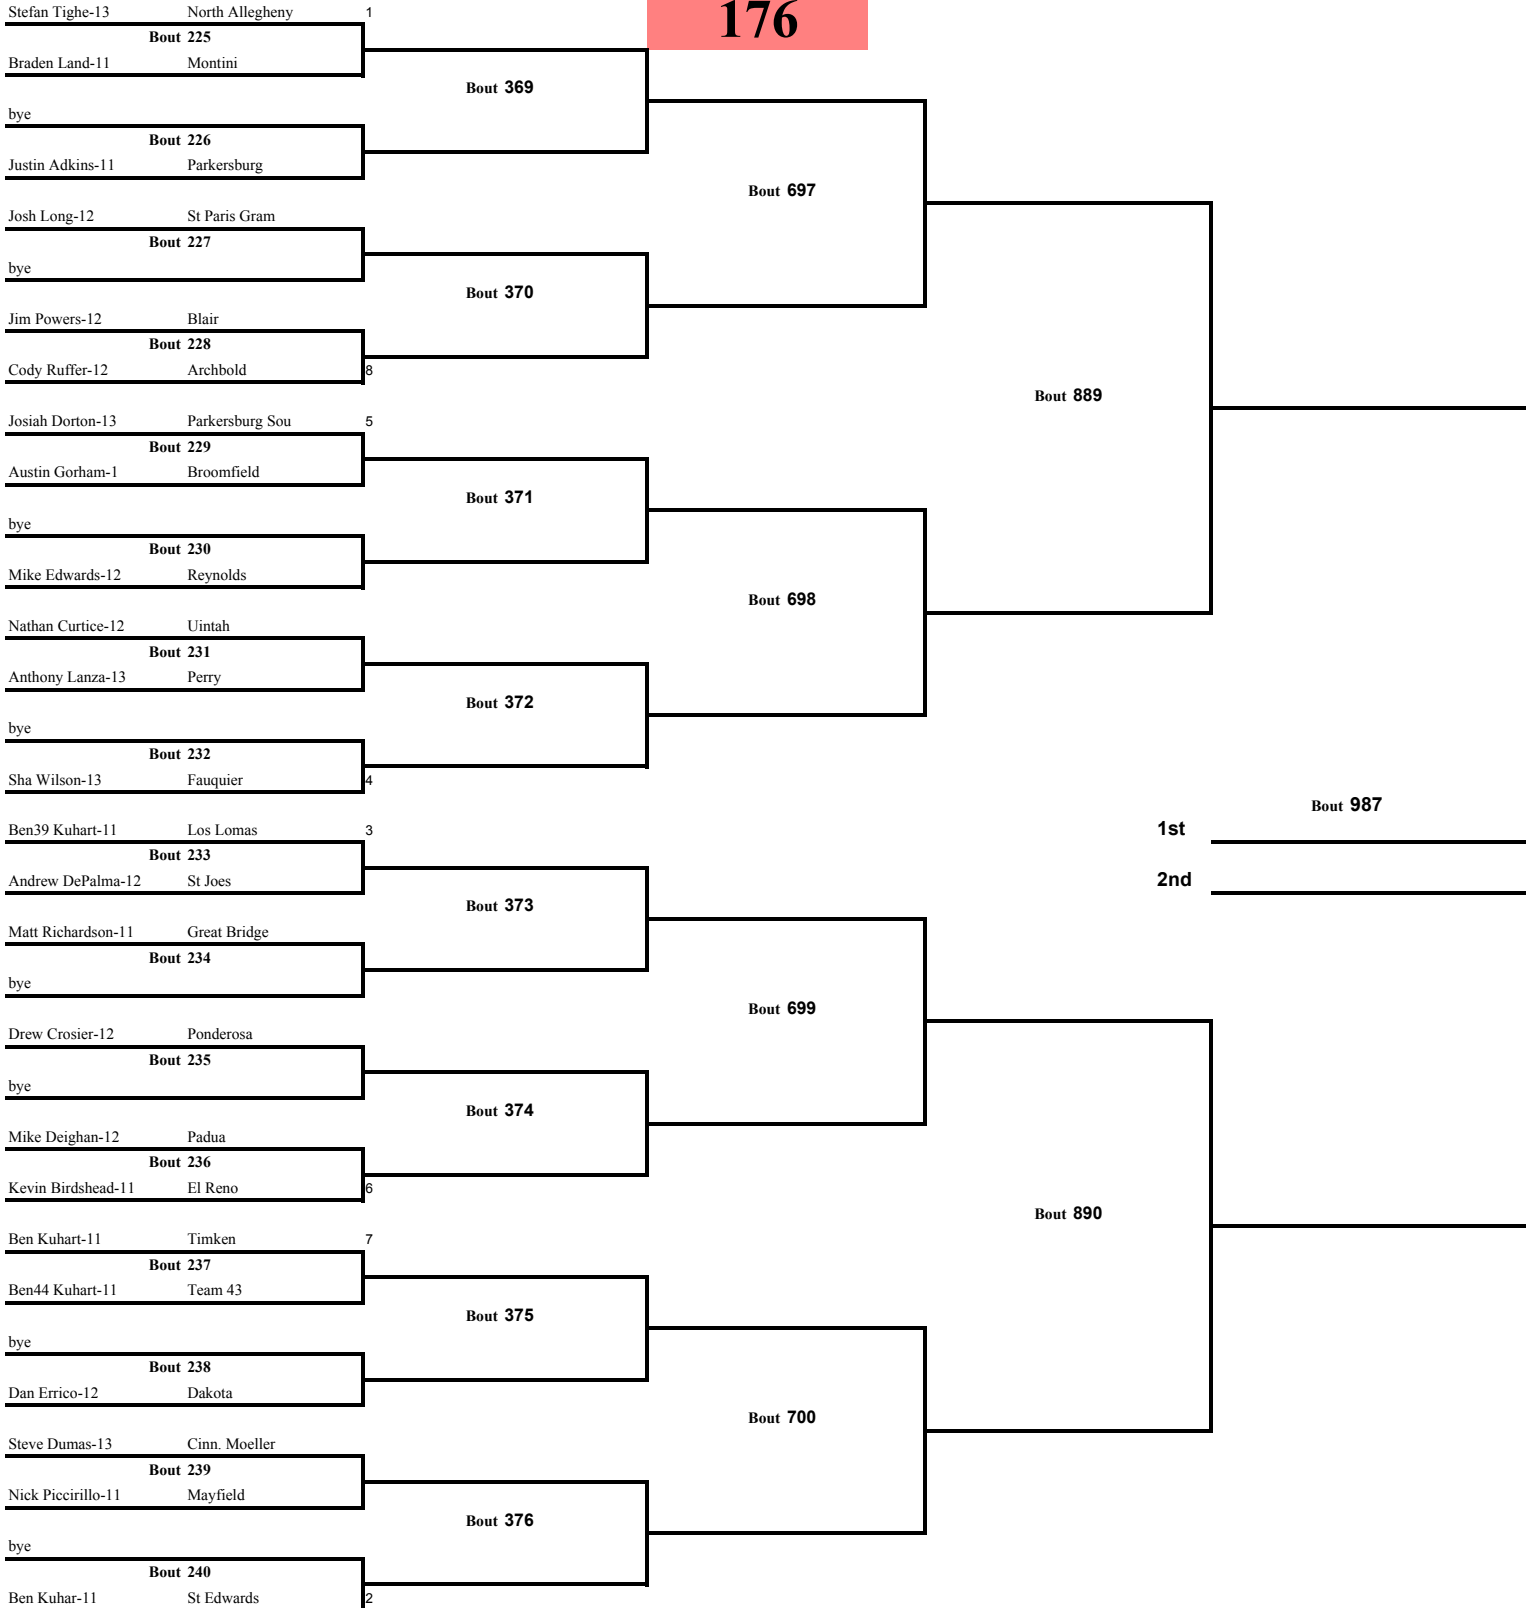 176
Stefan Tighe-13 North Allegheny 1
Bout 225
Braden Land-11 Montini
Bout 369
bye
Bout 226
Justin Adkins-11 Parkersburg
Bout 697
Josh Long-12 St Paris Gram
Bout 227
bye
Bout 370
Jim Powers-12 Blair
Bout 228
Cody Ruffer-12 Archbold 8
Bout 889
Josiah Dorton-13 Parkersburg Sou 5
Bout 229
Austin Gorham-1 Broomfield
Bout 371
bye
Bout 230
Mike Edwards-12 Reynolds
Bout 698
Nathan Curtice-12 Uintah
Bout 231
Anthony Lanza-13 Perry
Bout 372
bye
Bout 232
Sha Wilson-13 Fauquier 4
Bout 987
1st
Ben39 Kuhart-11 Los Lomas 3
Bout 233
2nd
Andrew DePalma-12 St Joes
Bout 373
Matt Richardson-11 Great Bridge
Bout 234
bye
Bout 699
Drew Crosier-12 Ponderosa
Bout 235
bye
Bout 374
Mike Deighan-12 Padua
Bout 236
Kevin Birdshead-11 El Reno 6
Bout 890
Ben Kuhart-11 Timken 7
Bout 237
Ben44 Kuhart-11 Team 43
Bout 375
bye
Bout 238
Dan Errico-12 Dakota
Bout 700
Steve Dumas-13 Cinn. Moeller
Bout 239
Nick Piccirillo-11 Mayfield
Bout 376
bye
Bout 240
Ben Kuhar-11 St Edwards 2